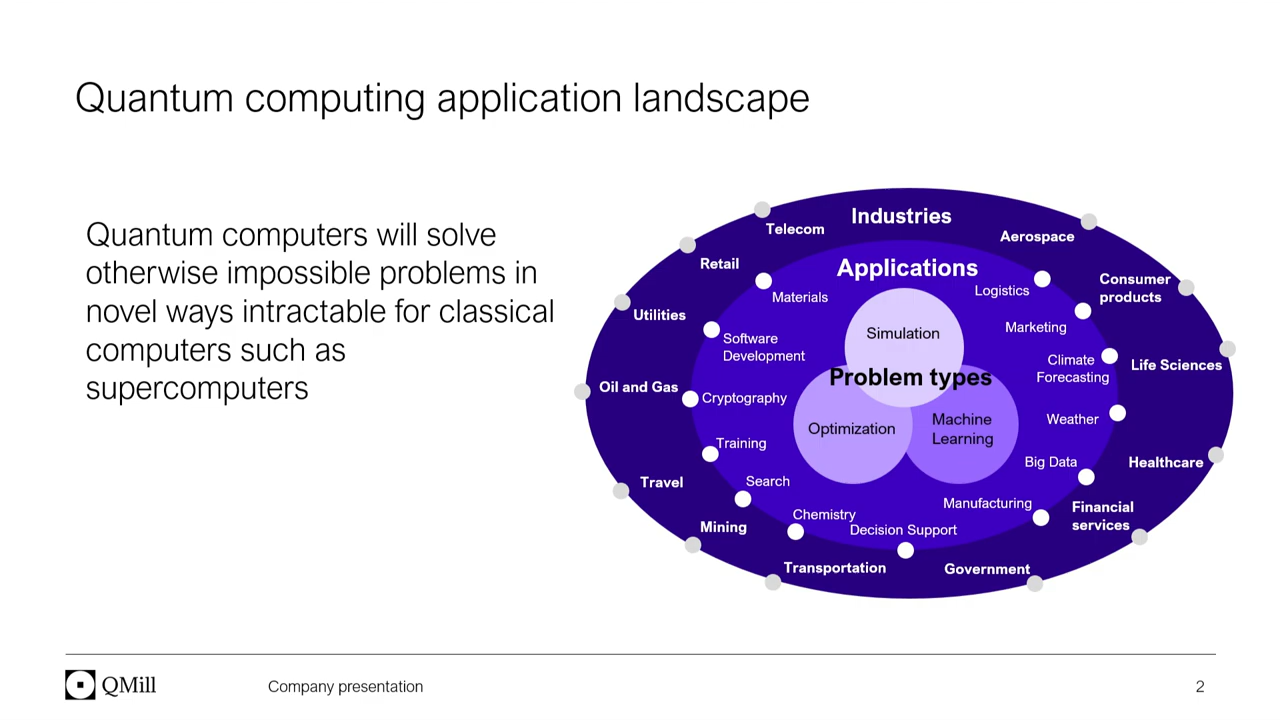 Quantum computing application landscape
Quantum computers will solve
otherwise impossible problems in
novel ways intractable for classical
computers such as
supercomputers
Industries
Telecom
Aerospace
Retail
Consumer
products
Utilities
Life Sciences
Oil and Gas
Healthcare
Travel
Financial
services
Mining
Transportation
Government
Applications
Materials
Logistics
Marketing
Software
Development
Climate
Forecasting
Cryptography
Weather
Training
Big Data
Search
Manufacturing
Chemistry
Decision Support
Simulation
Problem types
Optimization
Machine
Learning
QMill
Company presentation
2